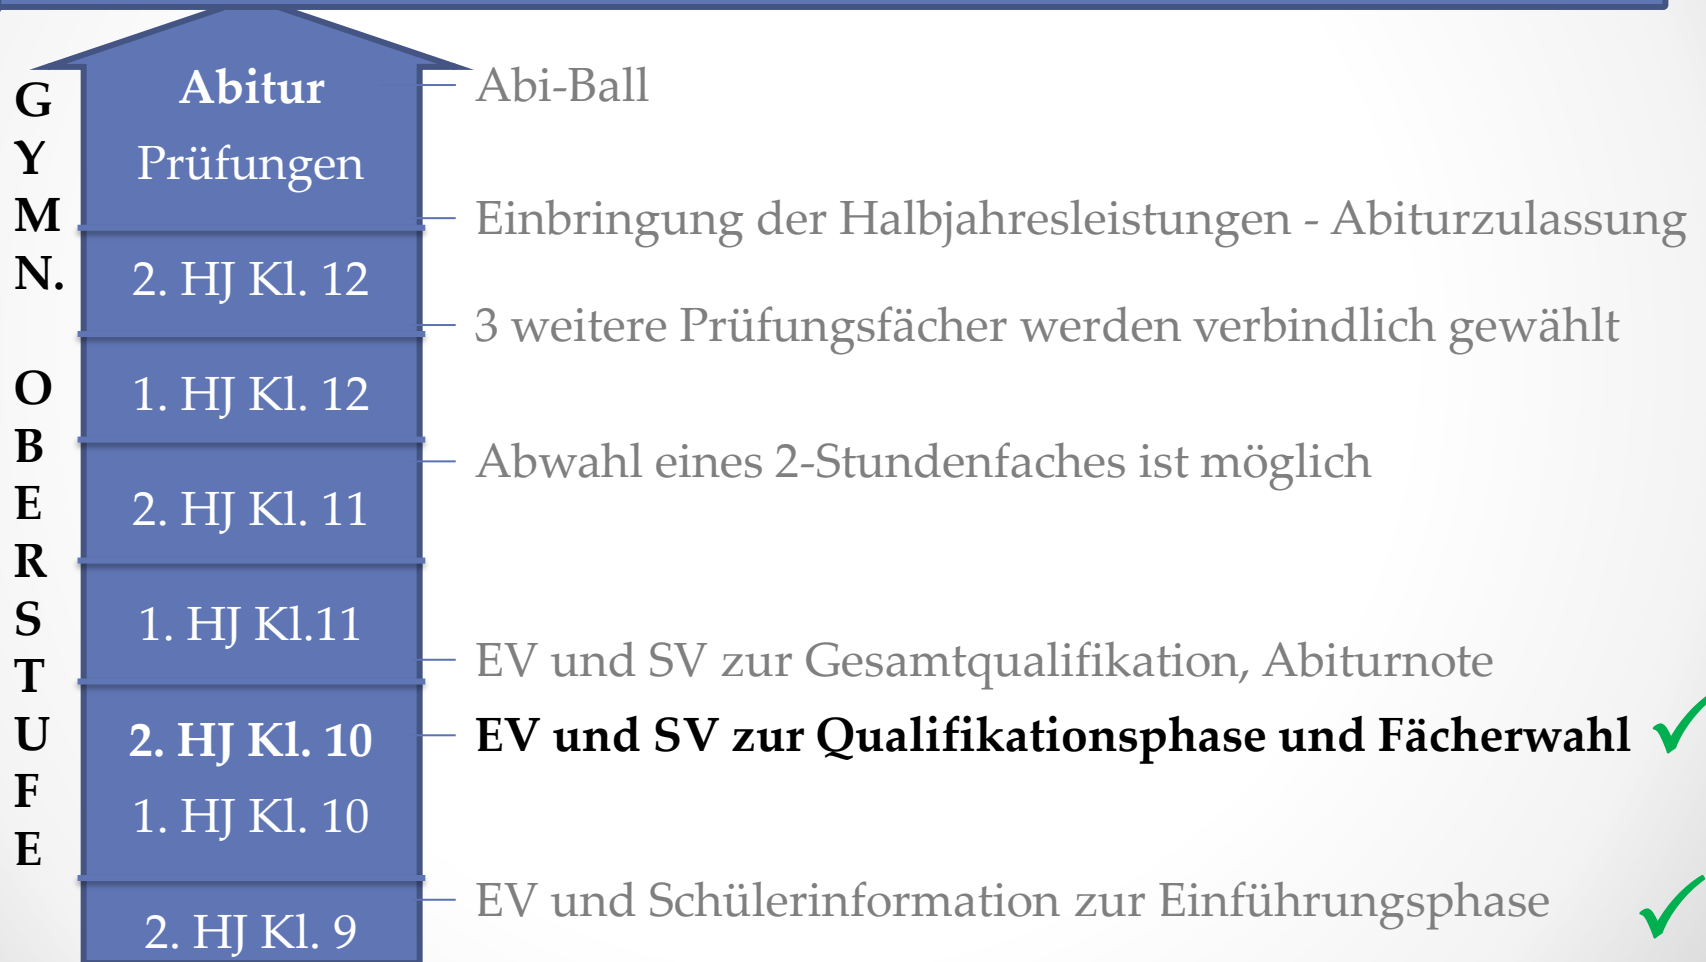 GYMN. OBERSTUFE
Abitur
Abi-Ball
Prüfungen
Einbringung der Halbjahresleistungen - Abiturzulassung
2. HJ Kl. 12
3 weitere Prüfungsfächer werden verbindlich gewählt
1. HJ Kl. 12
Abwahl eines 2-Stundenfaches ist möglich
2. HJ Kl. 11
1. HJ Kl.11
EV und SV zur Gesamtqualifikation, Abiturnote
2. HJ Kl. 10
EV und SV zur Qualifikationsphase und Fächerwahl ✓
1. HJ Kl. 10
EV und Schülerinformation zur Einführungsphase ✓
2. HJ Kl. 9